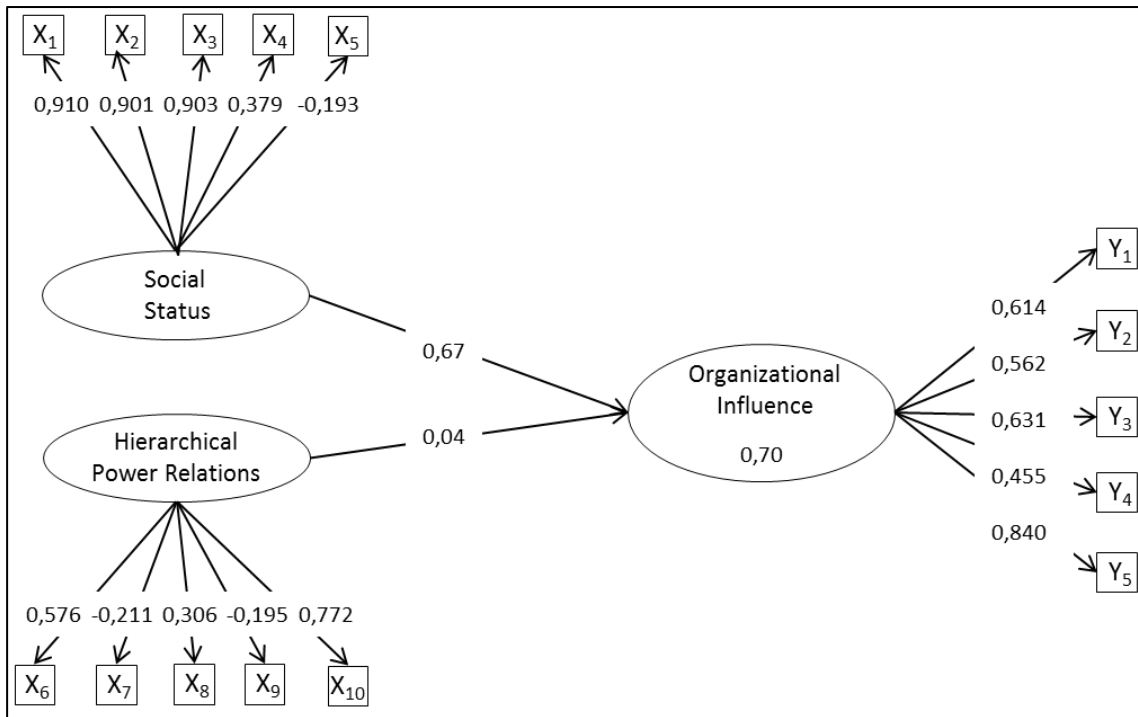 X₁ X₂ X₃ X₄ X₅
0,910 0,901 0,903 0,379 -0,193
Social
Status
0,67
Hierarchical
Power Relations
0,04
0,576 -0,211 0,306 -0,195 0,772
X₆ X₇ X₈ X₉ X₁₀
Organizational
Influence
0,70
0,614
0,562
0,631
0,455
0,840
Y₁
Y₂
Y₃
Y₄
Y₅